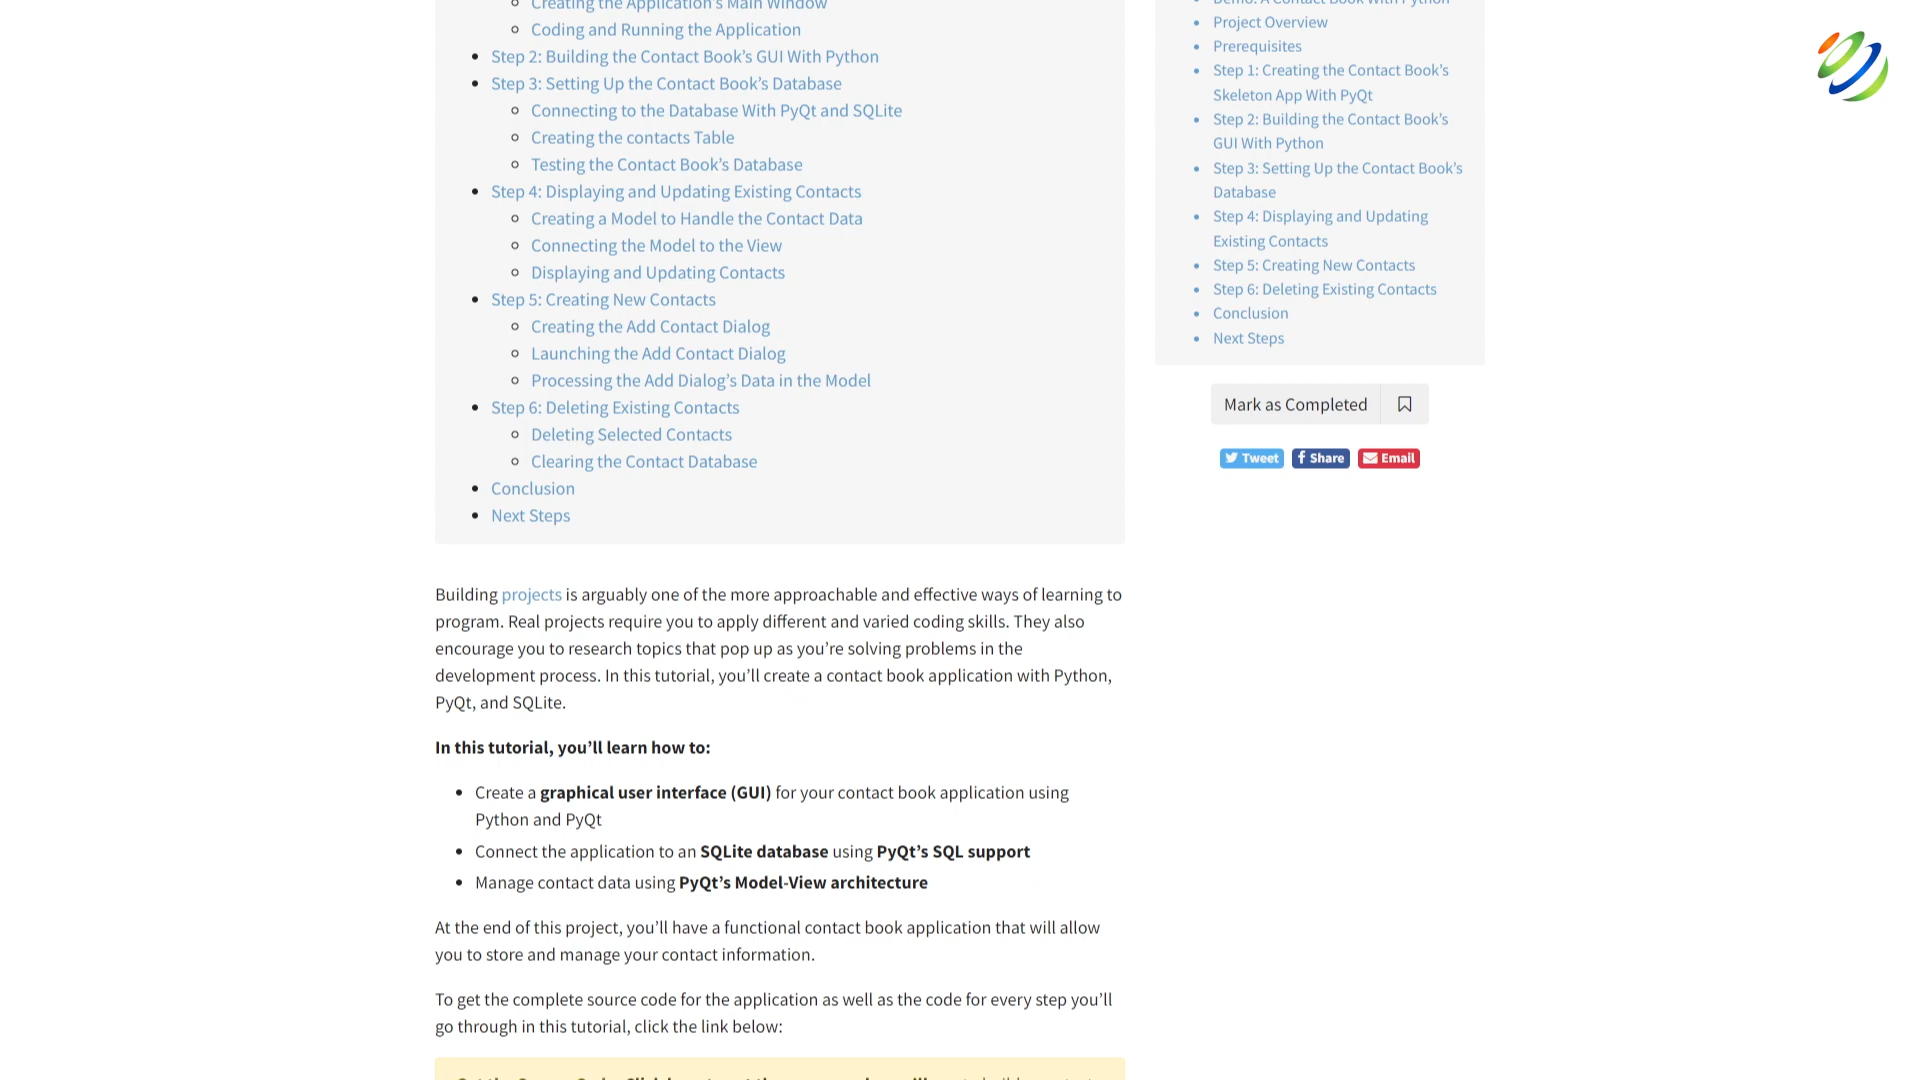 Creating the Application's Main Window
Coding and Running the Application
Step 2: Building the Contact Book’s GUI With Python
Step 3: Setting Up the Contact Book’s Database
Connecting to the Database With PyQt and SQLite
Creating the contacts Table
Testing the Contact Book’s Database
Step 4: Displaying and Updating Existing Contacts
Creating a Model to Handle the Contact Data
Connecting the Model to the View
Displaying and Updating Contacts
Step 5: Creating New Contacts
Creating the Add Contact Dialog
Launching the Add Contact Dialog
Processing the Add Dialog’s Data in the Model
Step 6: Deleting Existing Contacts
Deleting Selected Contacts
Clearing the Contact Database
Conclusion
Next Steps
Building projects is arguably one of the more approachable and effective ways of learning to
program. Real projects require you to apply different and varied coding skills. They also
encourage you to research topics that pop up as you’re solving problems in the
development process. In this tutorial, you’ll create a contact book application with Python,
PyQt, and SQLite.
In this tutorial, you’ll learn how to:
Create a graphical user interface (GUI) for your contact book application using
Python and PyQt
Connect the application to an SQLite database using PyQt’s SQL support
Manage contact data using PyQt’s Model-View architecture
At the end of this project, you’ll have a functional contact book application that will allow
you to store and manage your contact information.
To get the complete source code for the application as well as the code for every step you’ll
go through in this tutorial, click the link below:
Demo: A Contact Book With Python
Project Overview
Prerequisites
Step 1: Creating the Contact Book’s
Skeleton App With PyQt
Step 2: Building the Contact Book’s
GUI With Python
Step 3: Setting Up the Contact Book’s
Database
Step 4: Displaying and Updating
Existing Contacts
Step 5: Creating New Contacts
Step 6: Deleting Existing Contacts
Conclusion
Next Steps
Mark as Completed
Tweet
Share
Email